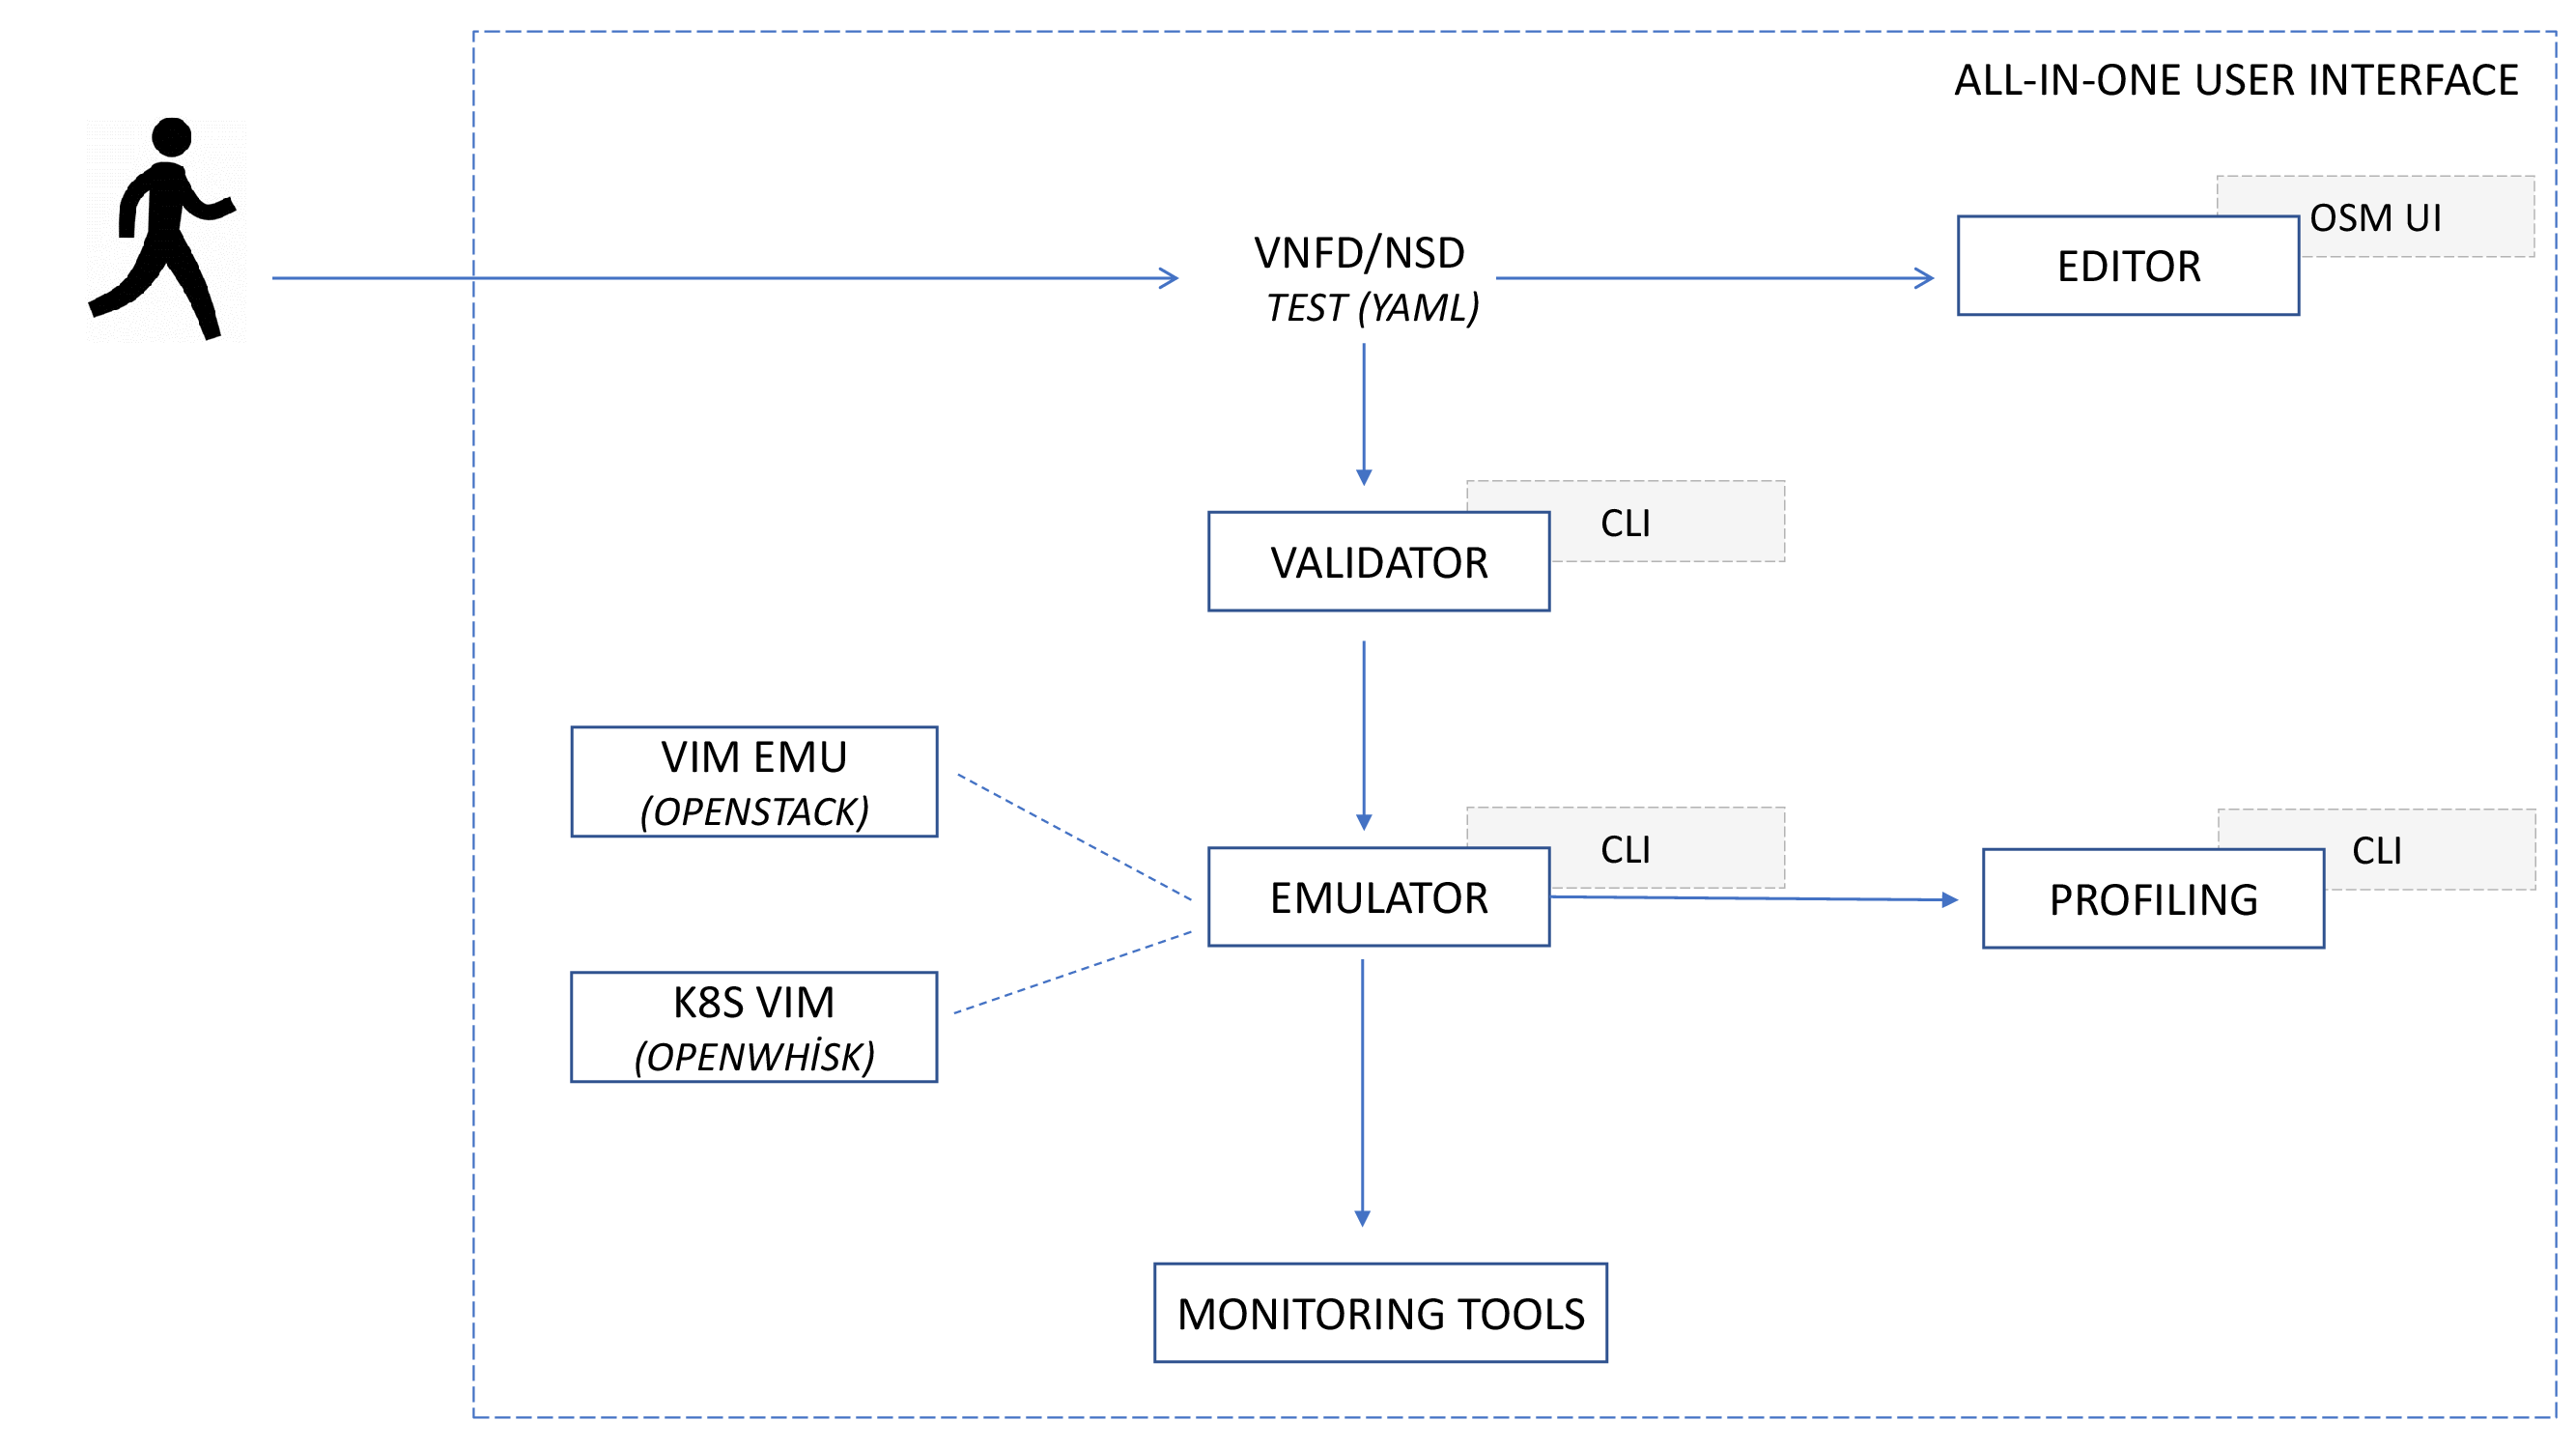 ALL-IN-ONE USER INTERFACE
OSM UI
VNFD/NSD
TEST (YAML)
EDITOR
CLI
VALIDATOR
VIM EMU
(OPENSTACK)
CLI
EMULATOR
CLI
PROFILING
K8S VIM
(OPENWHİSK)
MONITORING TOOLS